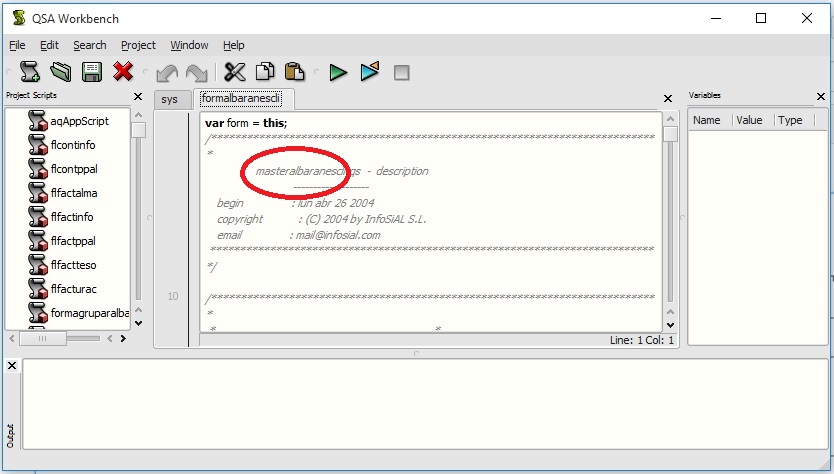 QSA Workbench
File Edit Search Project Window Help
Project Scripts
aqAppScript
flcontinfo
flcontppal
flfactalma
flfactinfo
flfactppal
flfactteso
flfacturac
formagruparalba
sys formalbaranescli
var form = this;
/***************************************************************************
*
masteralbaranescli.qs - description
-------------------
begin : lun abr 26 2004
copyright : (C) 2004 by InfoSiAL S.L.
email : mail@infosial.com
***************************************************************************
*/
10
/***************************************************************************
*
* *
Line: 1 Col: 1
Variables
Name Value Type
Output